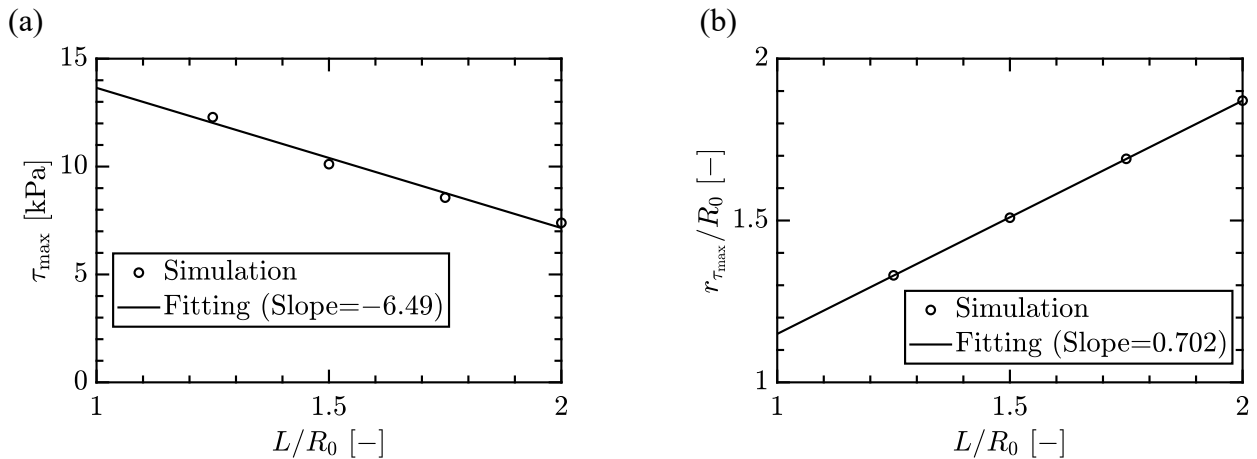 (a)
15
10
5
0
τmax [kPa]
Simulation
Fitting (Slope=−6.49)
1
1.5
2
L/R0 [−]
(b)
2
1.5
1
rτmax/R0 [−]
Simulation
Fitting (Slope=0.702)
1
1.5
2
L/R0 [−]